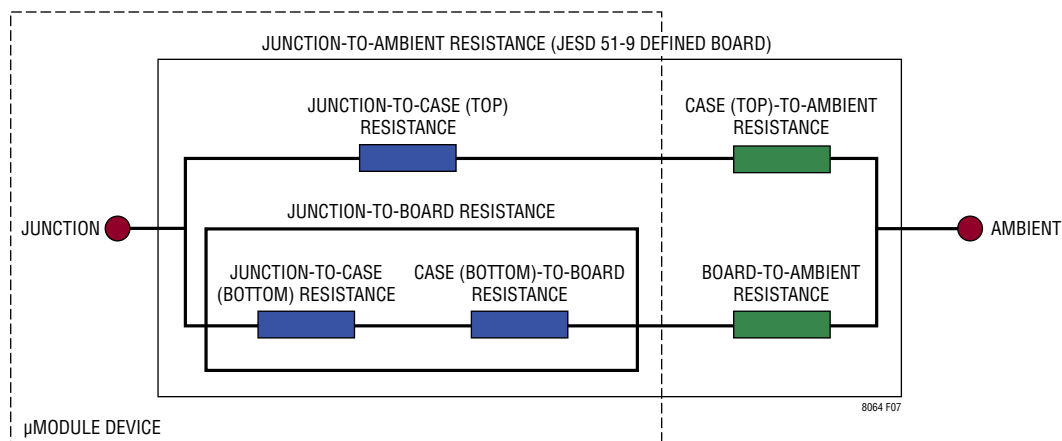 JUNCTION-TO-AMBIENT RESISTANCE (JESD 51-9 DEFINED BOARD)
JUNCTION-TO-CASE (TOP)
RESISTANCE
CASE (TOP)-TO-AMBIENT
RESISTANCE
JUNCTION-TO-BOARD RESISTANCE
JUNCTION
AMBIENT
JUNCTION-TO-CASE
(BOTTOM) RESISTANCE
CASE (BOTTOM)-TO-BOARD
RESISTANCE
BOARD-TO-AMBIENT
RESISTANCE
8064 F07
µMODULE DEVICE